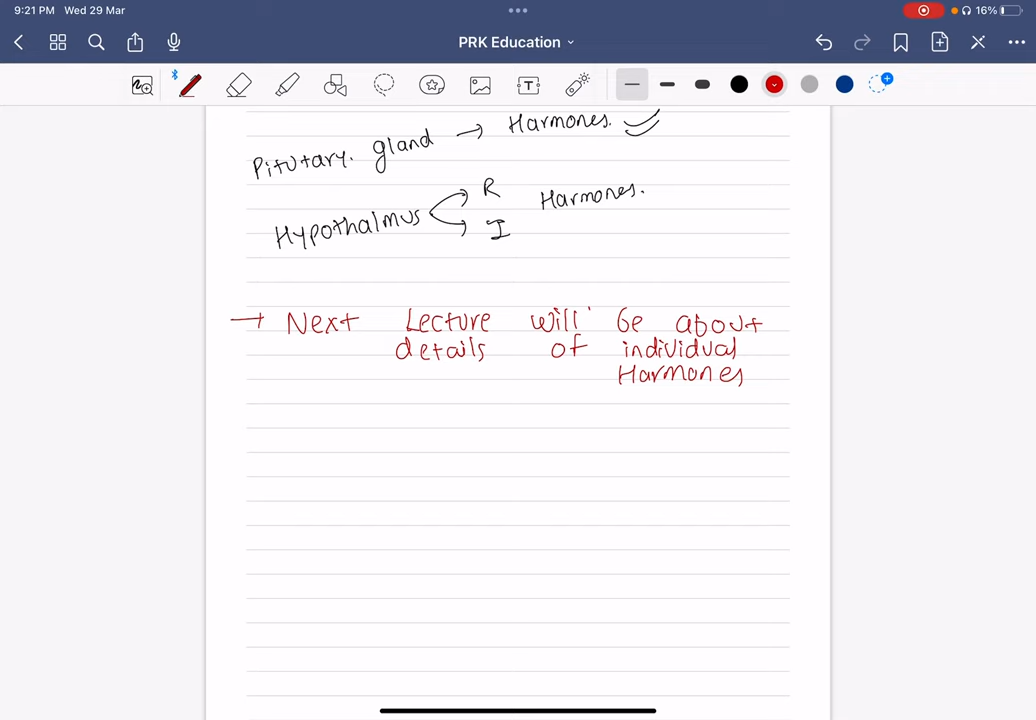 9:21 PM Wed 29 Mar
16%
PRK Education
T
Pitutary. gland → Harmones.
Hypothalmus R Harmones.
I
→ Next Lecture will be about
details of individual
Harmones